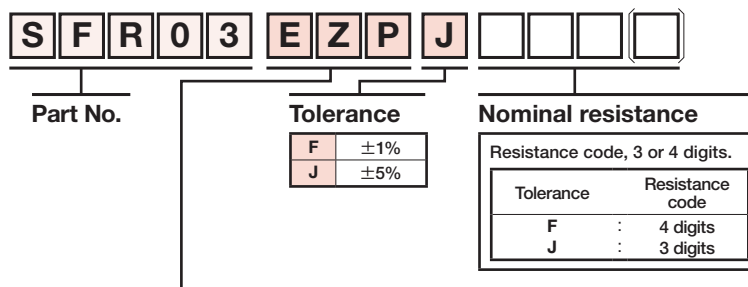 S F R 0 3 E Z P J
Part No.
Tolerance
F ±1%
J ±5%
Nominal resistance
Resistance code, 3 or 4 digits.
Tolerance Resistance
code
F : 4 digits
J : 3 digits